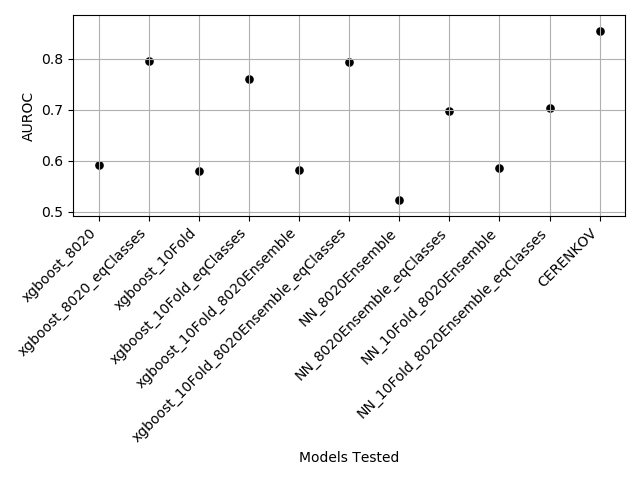 AUROC
0.8
0.7
0.6
0.5
xgboost_8020
xgboost_8020_eqClasses
xgboost_10Fold
xgboost_10Fold_eqClasses
xgboost_10Fold_8020Ensemble
xgboost_10Fold_8020Ensemble_eqClasses
NN_8020Ensemble
NN_8020Ensemble_eqClasses
NN_10Fold_8020Ensemble
NN_10Fold_8020Ensemble_eqClasses
CERENKOV
Models Tested